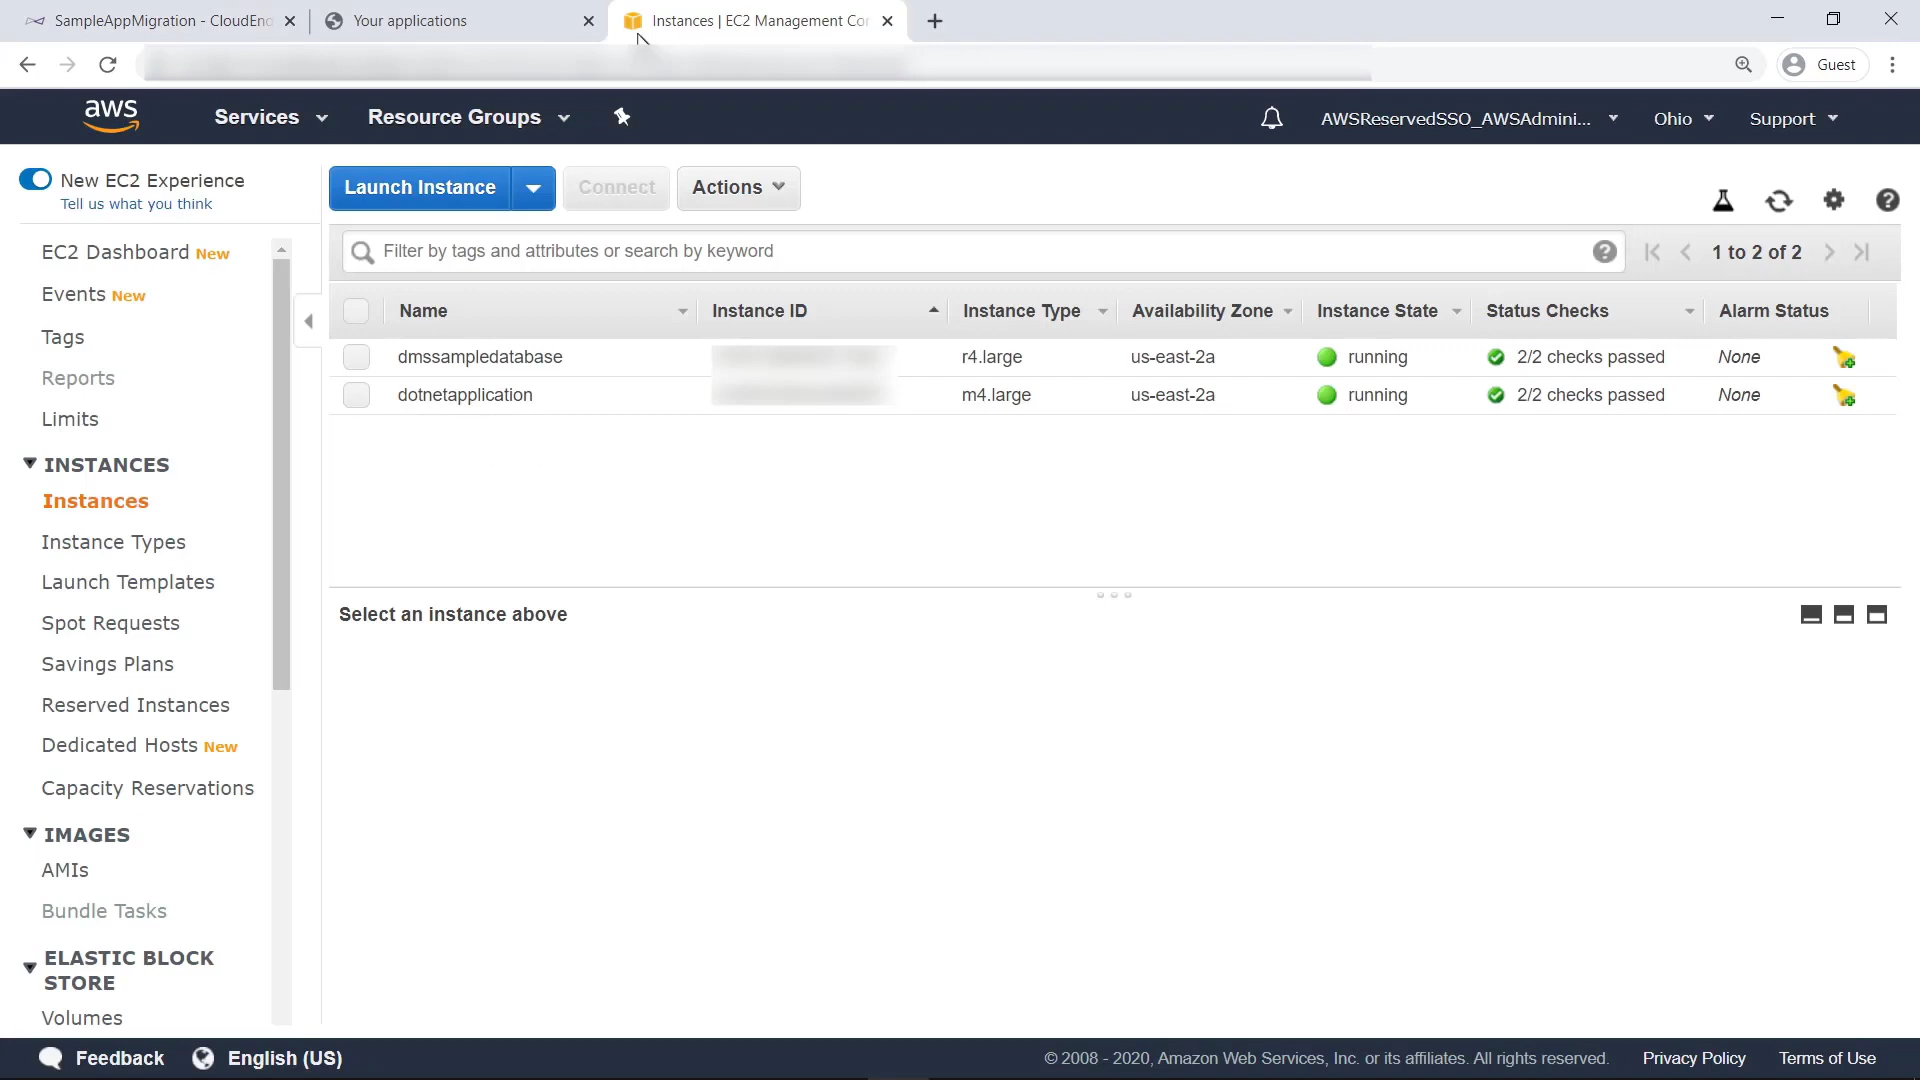 SampleAppMigration - CloudEnd
Your applications
Instances | EC2 Management Con
Guest
aws
Services
Resource Groups
AWSReservedSSO_AWSAdmini...
Ohio
Support
New EC2 Experience
Tell us what you think
Launch Instance
Connect
Actions
EC2 Dashboard New
Events New
Tags
Reports
Limits
INSTANCES
Instances
Instance Types
Launch Templates
Spot Requests
Savings Plans
Reserved Instances
Dedicated Hosts New
Capacity Reservations
IMAGES
AMIs
Bundle Tasks
ELASTIC BLOCK
STORE
Volumes
Filter by tags and attributes or search by keyword
1 to 2 of 2
Name Instance ID Instance Type Availability Zone Instance State Status Checks Alarm Status
dmssampledatabase r4.large us-east-2a running 2/2 checks passed None
dotnetapplication m4.large us-east-2a running 2/2 checks passed None
Select an instance above
Feedback
English (US)
© 2008 - 2020, Amazon Web Services, Inc. or its affiliates. All rights reserved.
Privacy Policy
Terms of Use